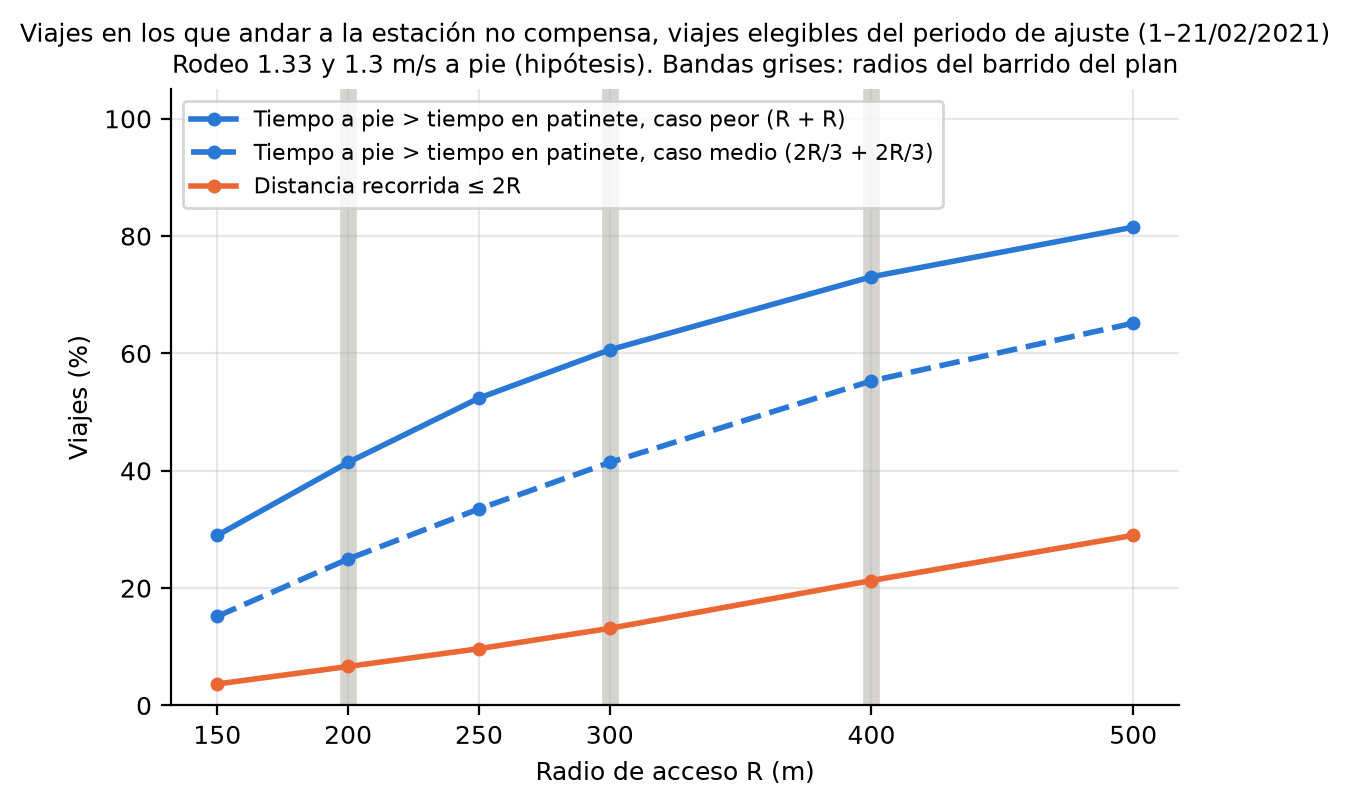 Viajes en los que andar a la estación no compensa, viajes elegibles del periodo de ajuste (1–21/02/2021)
Rodeo 1.33 y 1.3 m/s a pie (hipótesis). Bandas grises: radios del barrido del plan
Tiempo a pie > tiempo en patinete, caso peor (R + R)
Tiempo a pie > tiempo en patinete, caso medio (2R/3 + 2R/3)
Distancia recorrida ≤ 2R
Viajes (%)
100
80
60
40
20
0
150 200 250 300 400 500
Radio de acceso R (m)